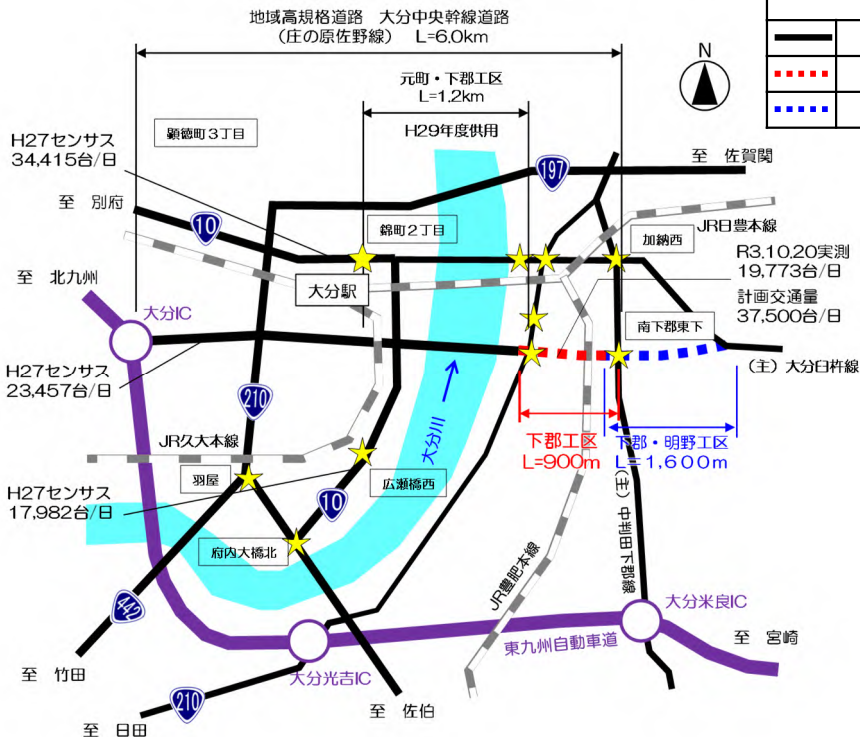 地域高規格道路　大分中央幹線道路
（庄の原佐野線）　L=6.0km
元町・下郡工区
L=1.2km
H29年度供用
N
顕徳町3丁目
H27センサス
34,415台/日
至　佐賀関
197
至　別府
10
錦町2丁目
JR日豊本線
加納西
R3.10.20実測
19,773台/日
至　北九州
大分駅
計画交通量
37,500台/日
大分IC
南下郡東下
(主) 大分臼杵線
H27センサス
23,457台/日
210
大分川
下郡工区
L=900m
下郡・明野工区
L=1,600m
JR久大本線
羽屋
広瀬橋西
H27センサス
17,982台/日
10
(主) 中判田下郡線
府内大橋北
JR豊肥本線
442
大分米良IC
東九州自動車道
至　宮崎
至　竹田
大分光吉IC
210
至　佐伯
至　日田